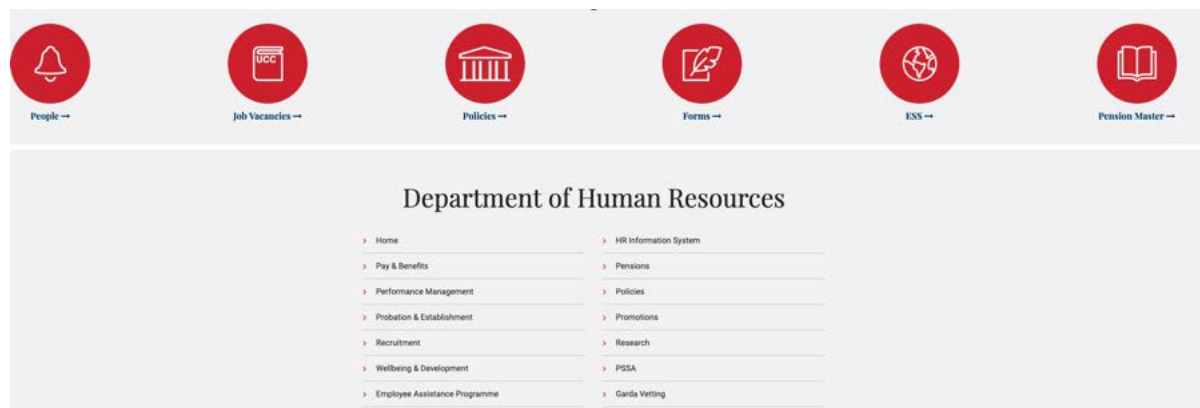 UCC
People → Job Vacancies → Policies → Forms → ESS → Pension Master →
Department of Human Resources
Home
Pay & Benefits
Performance Management
Probation & Establishment
Recruitment
Wellbeing & Development
Employee Assistance Programme
HR Information System
Pensions
Policies
Promotions
Research
PSSA
Garda Vetting